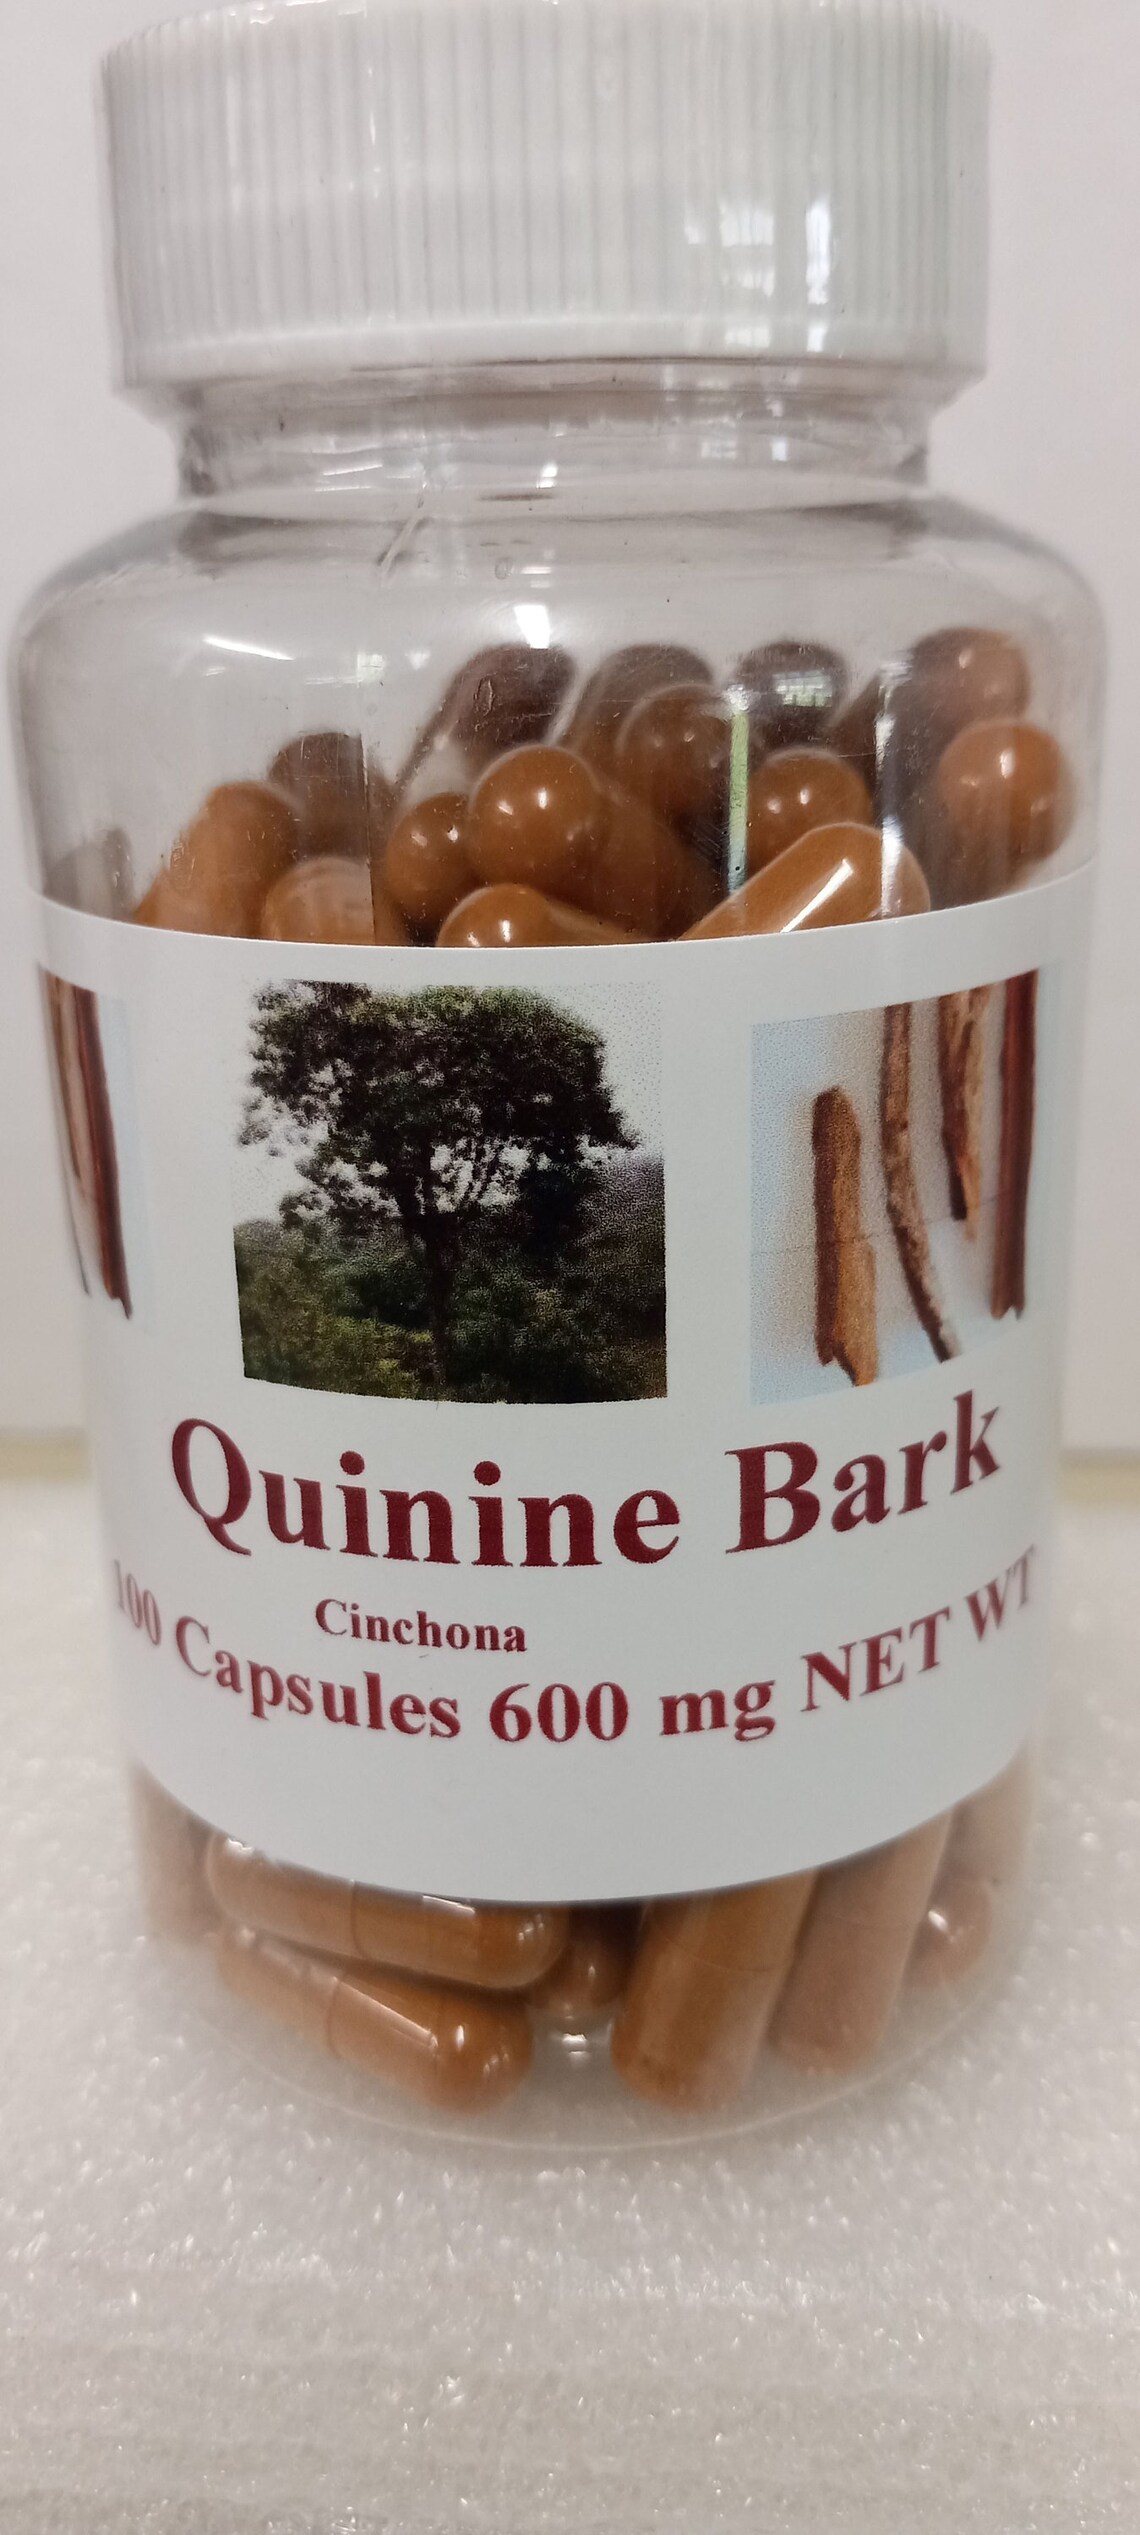 Quinine Bark
Cinchona
100 Capsules 600 mg NET WT